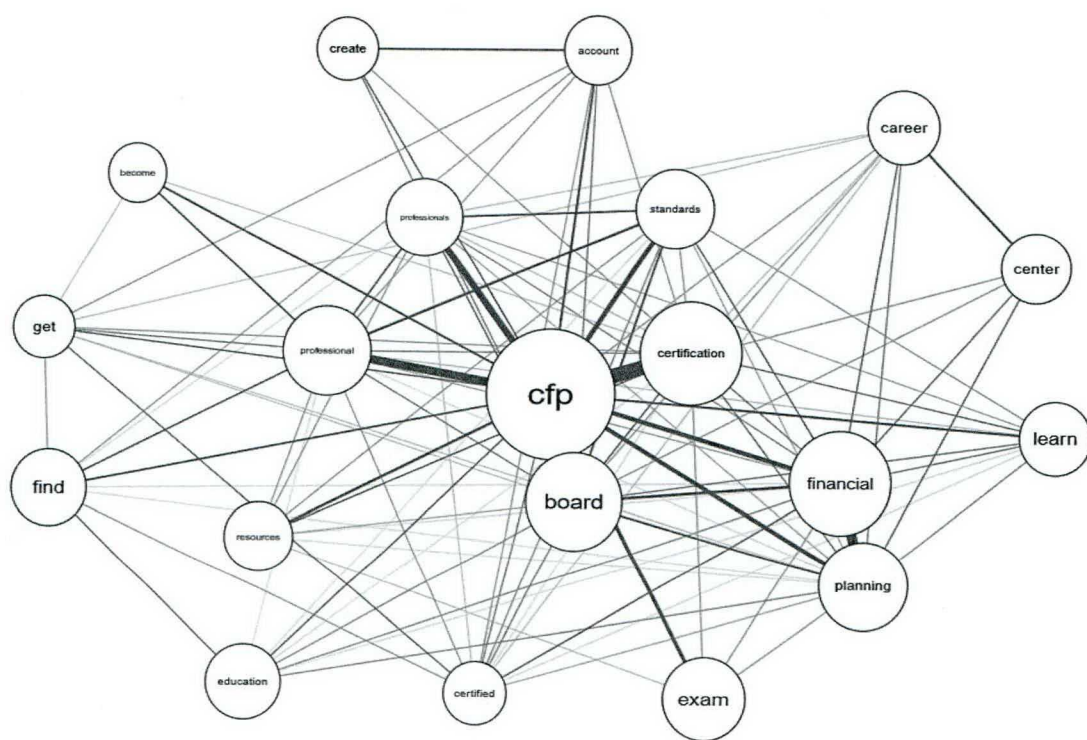 create
account
career
become
professionals
standards
center
get
professional
certification
cfp
learn
find
board
financial
resources
planning
education
certified
exam